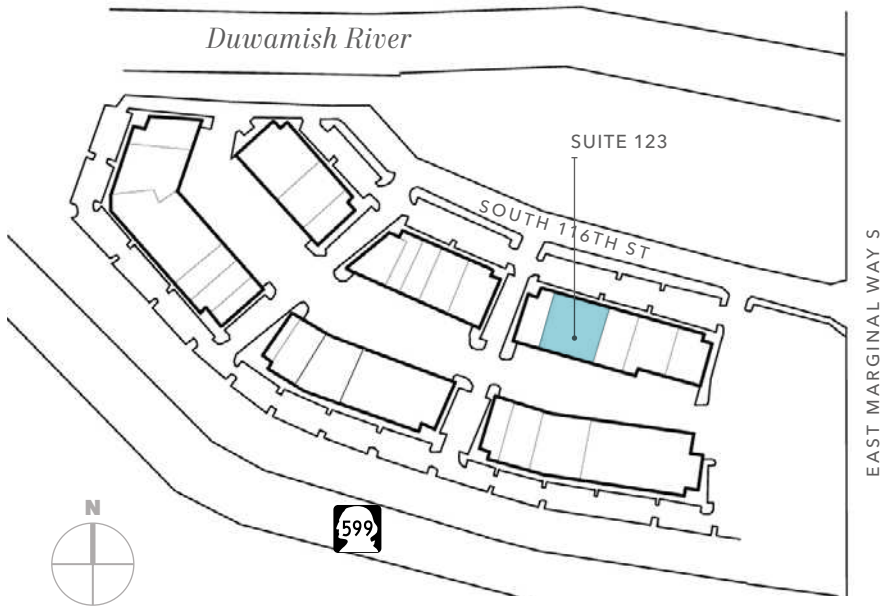 Duwamish River
SUITE 123
SOUTH 116TH ST
EAST MARGINAL WAY S
N
599